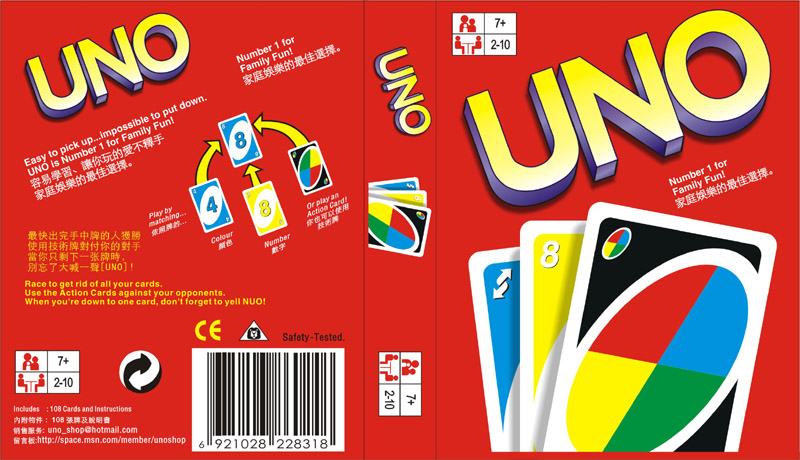 UNO
Number 1 for
Family Fun!
家庭娛樂的最佳選擇。
Easy to pick up...impossible to put down.
UNO is Number 1 for Family Fun!
容易學習、讓你玩的愛不釋手
家庭娛樂的最佳選擇。
8
4
8
Play by
matching...
依照牌的...
Colour
顏色
Number
數字
Or play an
Action Card!
你也可以使用
技術牌
最快出完手中牌的人獲勝
使用技術牌對付你的對手
當你只剩下一張牌時,
別忘了大喊一聲[UNO]!
Race to get rid of all your cards.
Use the Action Cards against your opponents.
When you're down to one card, don't forget to yell NUO!
CE
Safety-Tested.
7+
2-10
Includes : 108 Cards and Instructions
內附物件: 108 張牌及說明書
销售服务: uno_shop@hotmail.com
留言板:http://space.msn.com/member/unoshop
6 921028 228318
UNO
7+
2-10
7+
2-10
UNO
Number 1 for
Family Fun!
家庭娛樂的最佳選擇。
8